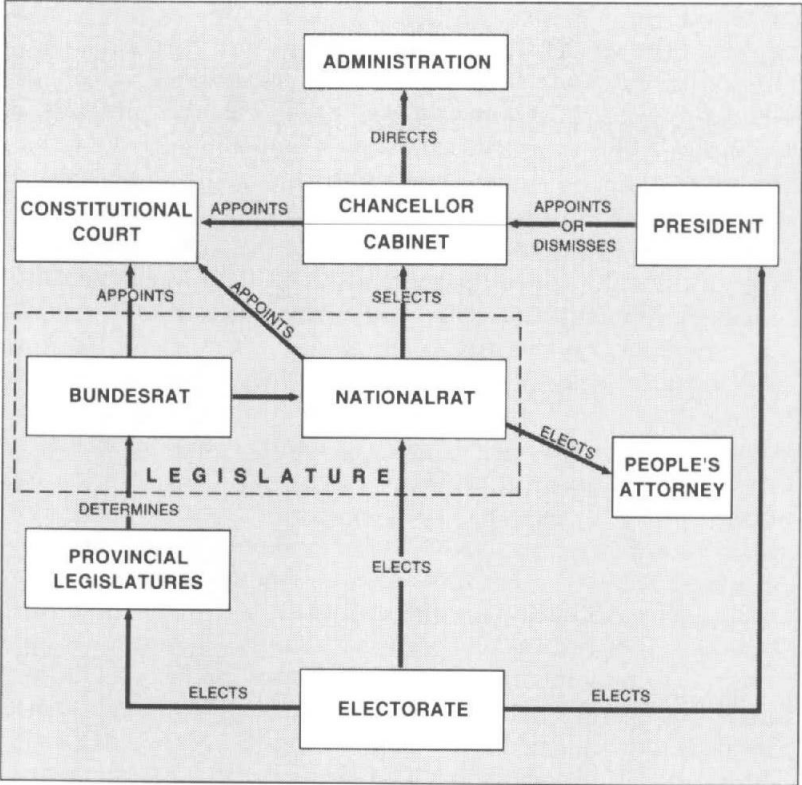 ADMINISTRATION
DIRECTS
CONSTITUTIONAL
COURT
APPOINTS
CHANCELLOR
CABINET
APPOINTS
OR
DISMISSES
PRESIDENT
APPOINTS
APPOINTS
SELECTS
BUNDESRAT
NATIONALRAT
ELECTS
PEOPLE'S
ATTORNEY
LEGISLATURE
DETERMINES
PROVINCIAL
LEGISLATURES
ELECTS
ELECTS
ELECTORATE
ELECTS